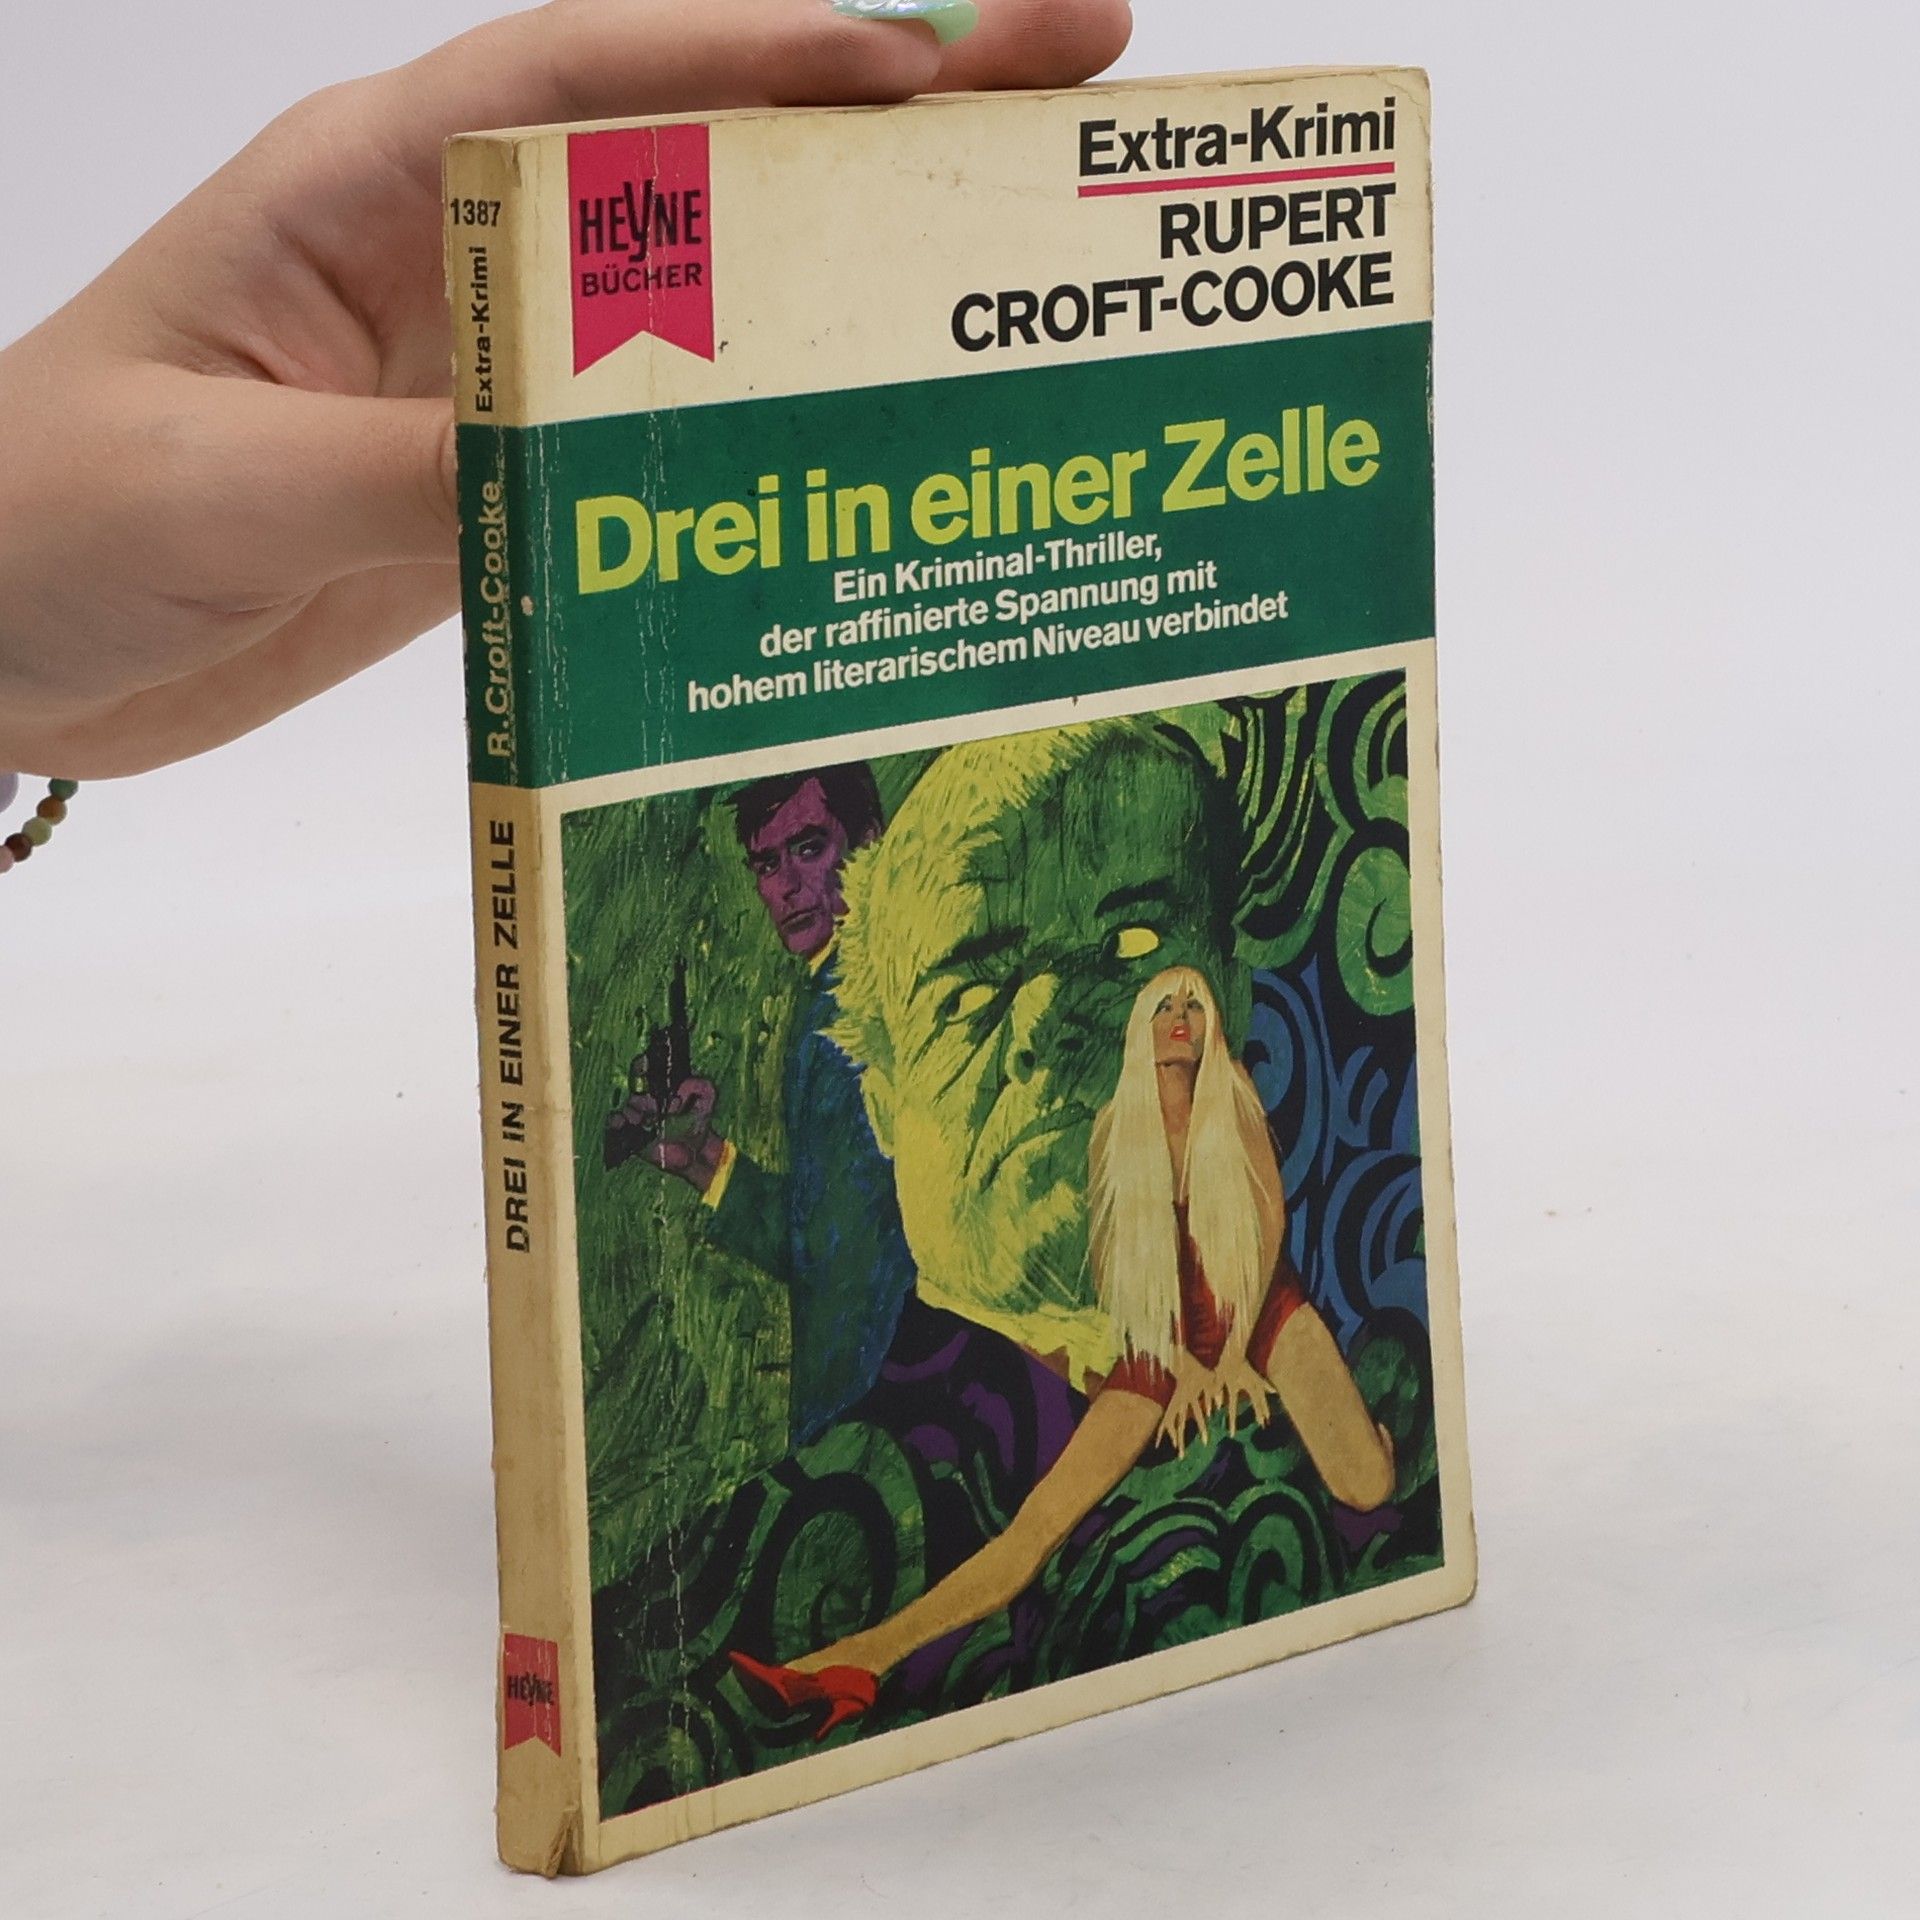 HEYNE
BÜCHER
Extra-Krimi
RUPERT
CROFT-COOKE
Drei in einer Zelle
Ein Kriminal-Thriller,
der raffinierte Spannung mit
hohem literarischem Niveau verbindet
1387
Extra-Krimi
R.Croft-Cooke
DREI IN EINER ZELLE
HEYNE